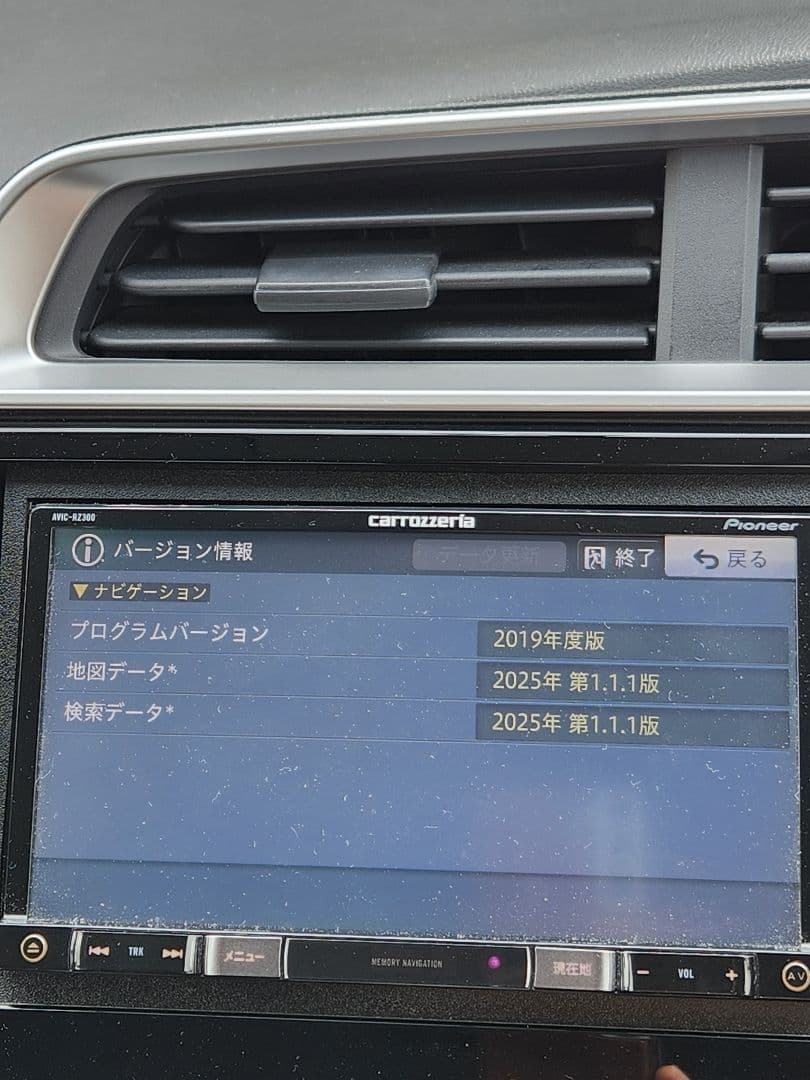 AVIC-RZ300 carrozzeria Pioneer
バージョン情報 データ更新 終了 戻る
▼ナビゲーション
プログラムバージョン 2019年度版
地図データ* 2025年 第1.1.1版
検索データ* 2025年 第1.1.1版
TRK メニュー MEMORY NAVIGATION 現在地 − VOL + AV